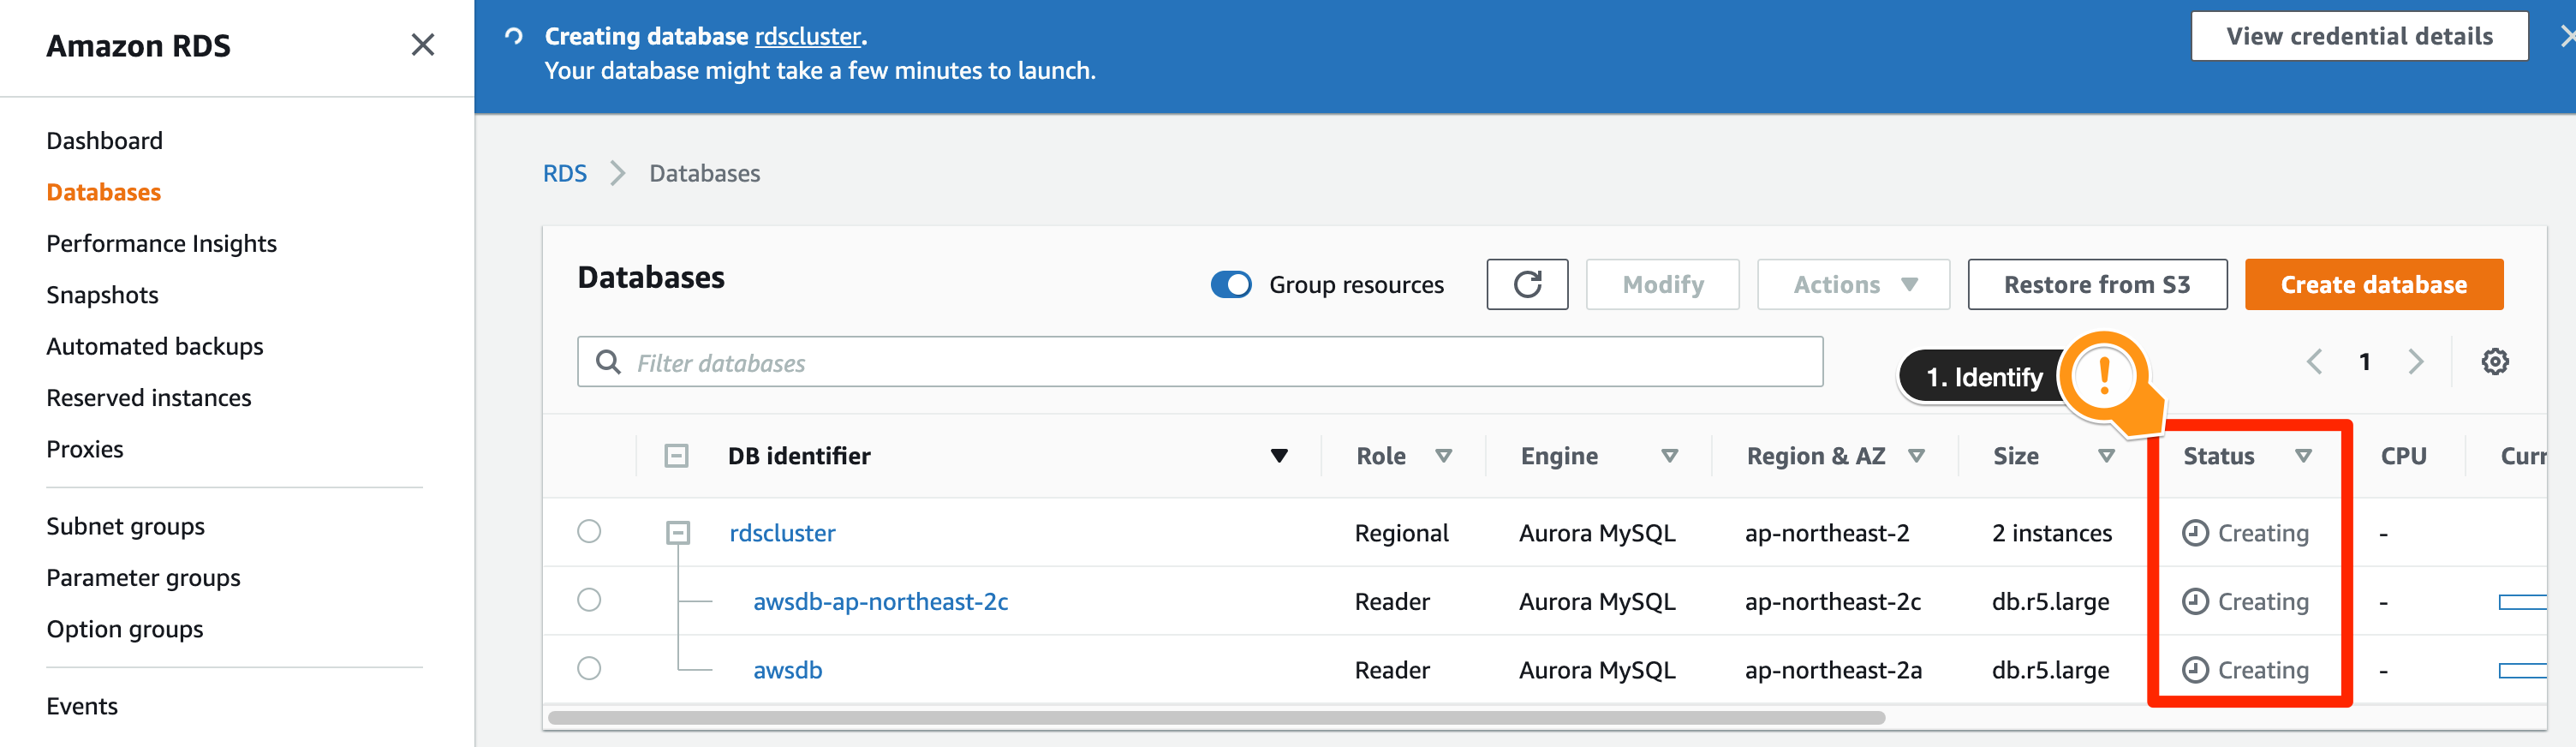 Amazon RDS
Dashboard
Databases
Performance Insights
Snapshots
Automated backups
Reserved instances
Proxies
Subnet groups
Parameter groups
Option groups
Events
Creating database rdscluster.
Your database might take a few minutes to launch.
View credential details
RDS > Databases
Databases
Group resources
Modify
Actions
Restore from S3
Create database
Filter databases
1. Identify
!
1
DB identifier Role Engine Region & AZ Size Status CPU Curr
rdscluster Regional Aurora MySQL ap-northeast-2 2 instances Creating -
awsdb-ap-northeast-2c Reader Aurora MySQL ap-northeast-2c db.r5.large Creating -
awsdb Reader Aurora MySQL ap-northeast-2a db.r5.large Creating -